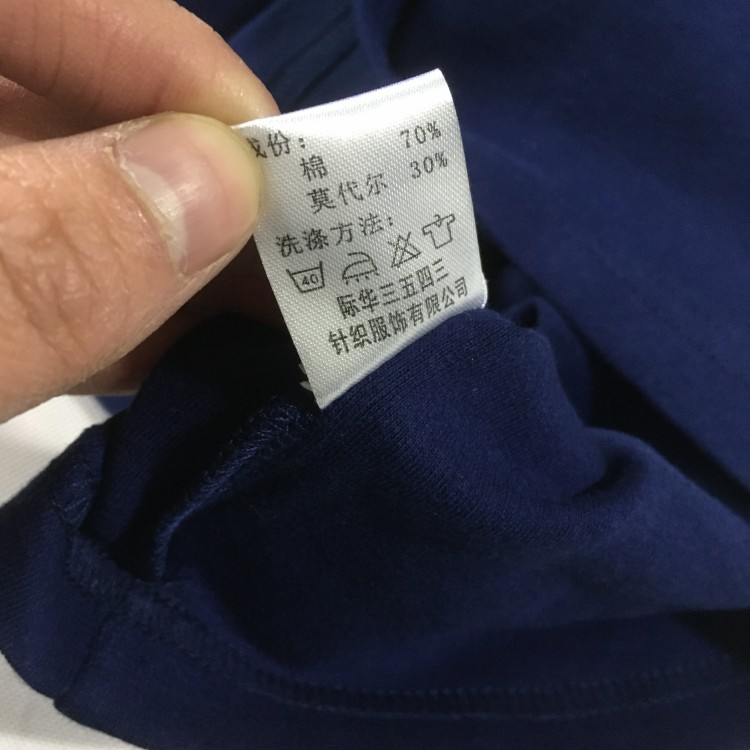 成份：
棉 70%
莫代尔 30%
洗涤方法：
40
际华三五四三
针织服饰有限公司